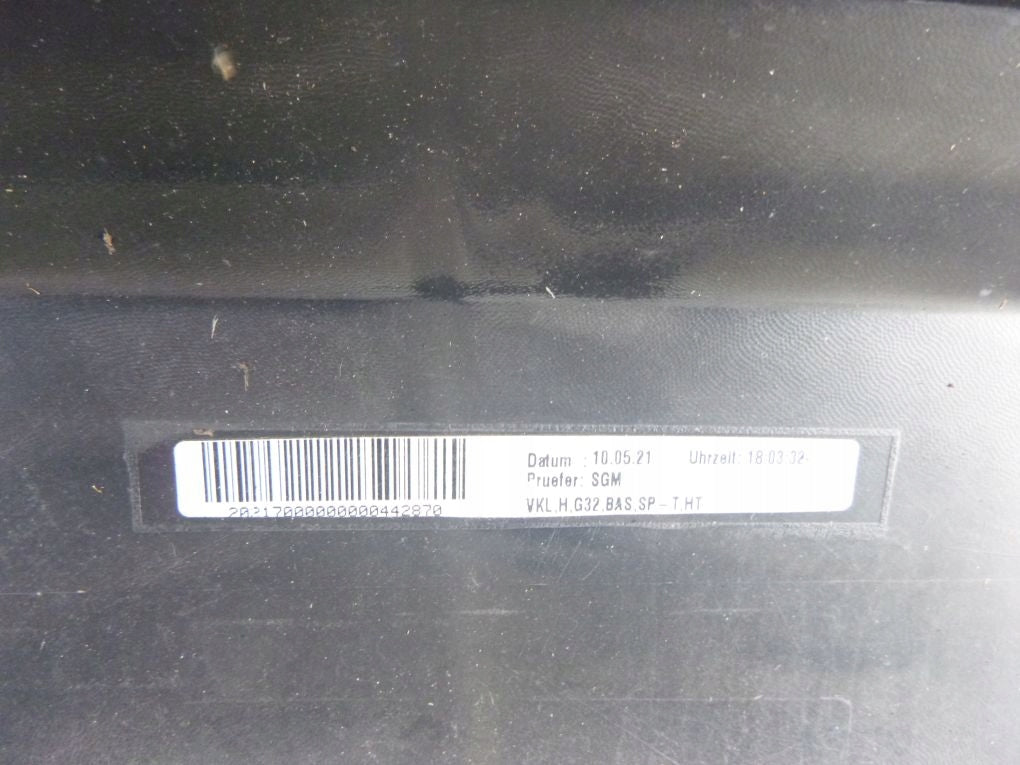 Datum : 10.05.21 Uhrzeit: 18:03:32
Pruefer: SGM
VKL,H,G32,BAS,SP-T,HT
20217000000000442870